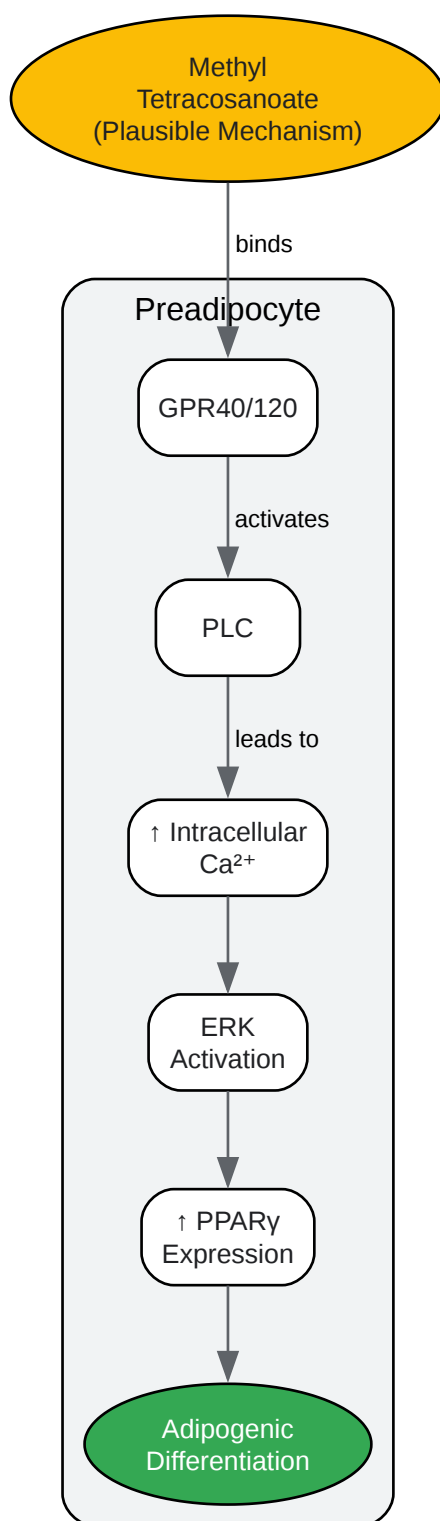 Methyl
Tetracosanoate
(Plausible Mechanism)
binds
Preadipocyte
GPR40/120
activates
PLC
leads to
↑ Intracellular
Ca²⁺
ERK
Activation
↑ PPARγ
Expression
Adipogenic
Differentiation